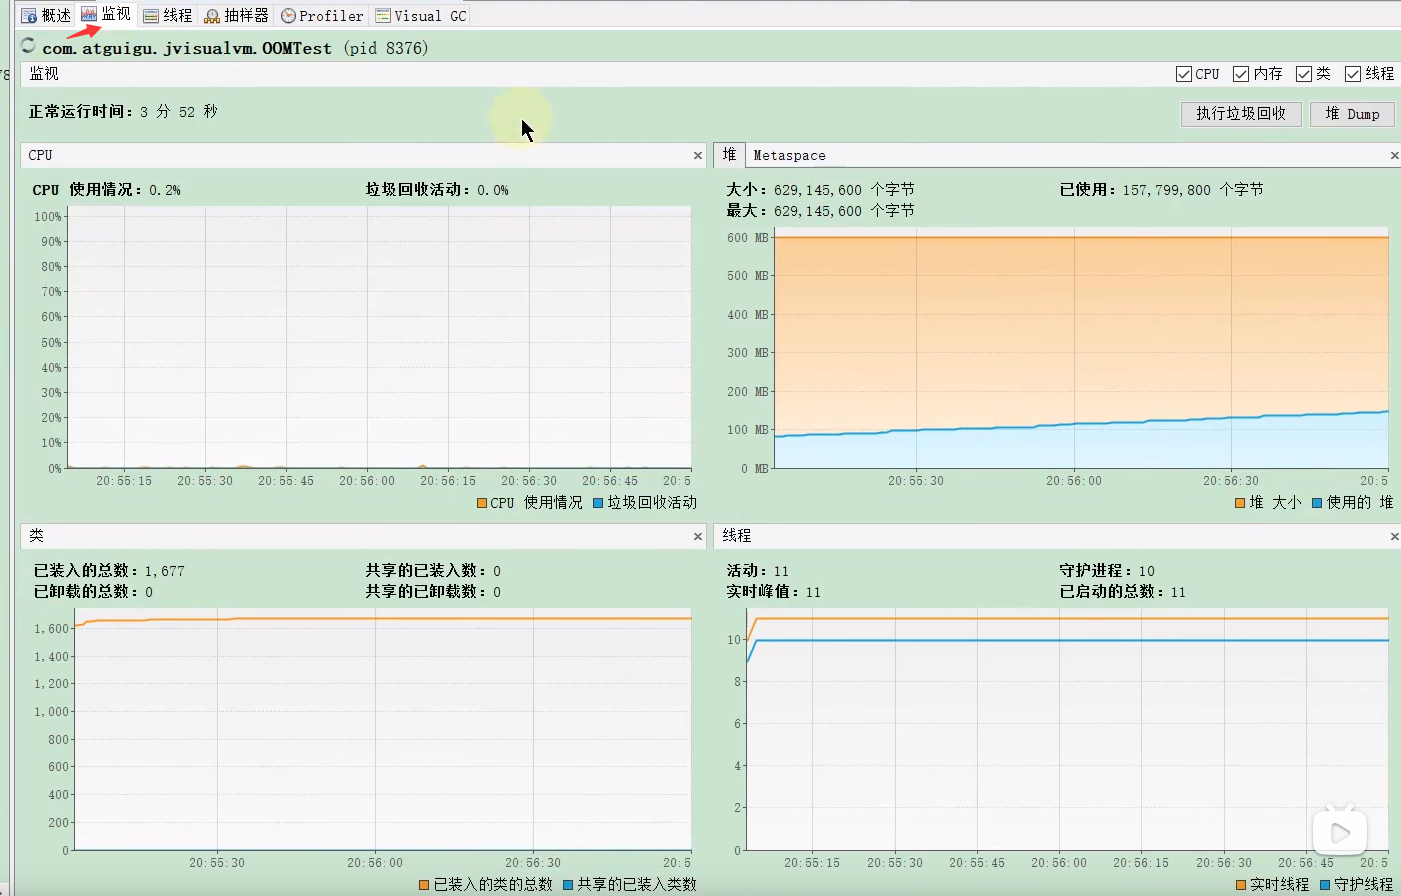 概述 监视 线程 抽样器 Profiler Visual GC
com.atguigu.jvisualvm.OOMTest (pid 8376)
78
监视 CPU 内存 类 线程
正常运行时间: 3 分 52 秒 执行垃圾回收 堆 Dump
CPU ×
CPU 使用情况: 0.2% 垃圾回收活动: 0.0%
100%
90%
80%
70%
60%
50%
40%
30%
20%
10%
0%
20:55:15 20:55:30 20:55:45 20:56:00 20:56:15 20:56:30 20:56:45 20:5
CPU 使用情况 垃圾回收活动
堆 Metaspace ×
大小: 629,145,600 个字节 已使用: 157,799,800 个字节
最大: 629,145,600 个字节
600 MB
500 MB
400 MB
300 MB
200 MB
100 MB
0 MB
20:55:30 20:56:00 20:56:30 20:5
堆 大小 使用的 堆
类 ×
已装入的总数: 1,677 共享的已装入数: 0
已卸载的总数: 0 共享的已卸载数: 0
1,600
1,400
1,200
1,000
800
600
400
200
0
20:55:30 20:56:00 20:56:30 20:5
已装入的类的总数 共享的已装入类数
线程 ×
活动: 11 守护进程: 10
实时峰值: 11 已启动的总数: 11
10
8
6
4
2
0
20:55:15 20:55:30 20:55:45 20:56:00 20:56:15 20:56:30 20:56:45 20:5
实时线程 守护线程